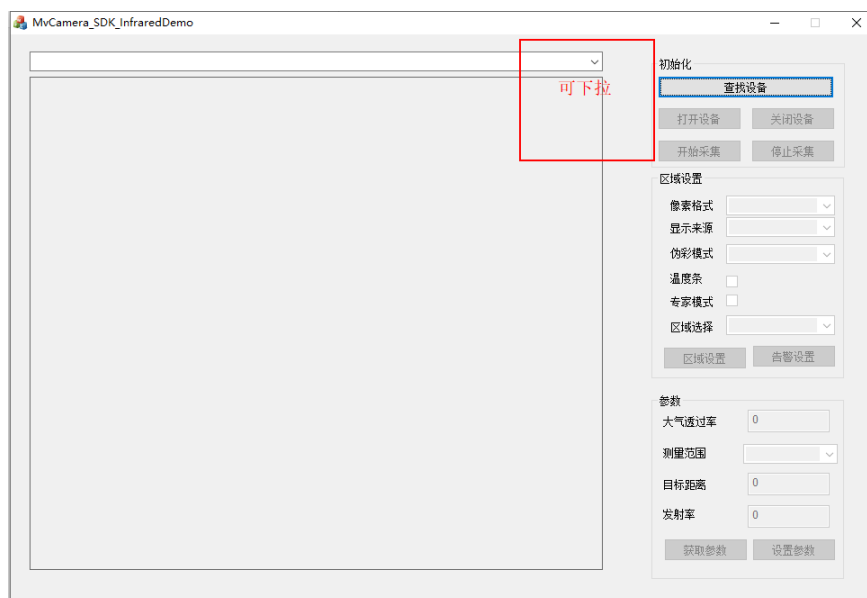 MvCamera_SDK_InfraredDemo
可下拉
初始化
查找设备
打开设备 关闭设备
开始采集 停止采集
区域设置
像素格式
显示来源
伪彩模式
温度条
专家模式
区域选择
区域设置 告警设置
参数
大气透过率 0
测量范围
目标距离 0
发射率 0
获取参数 设置参数